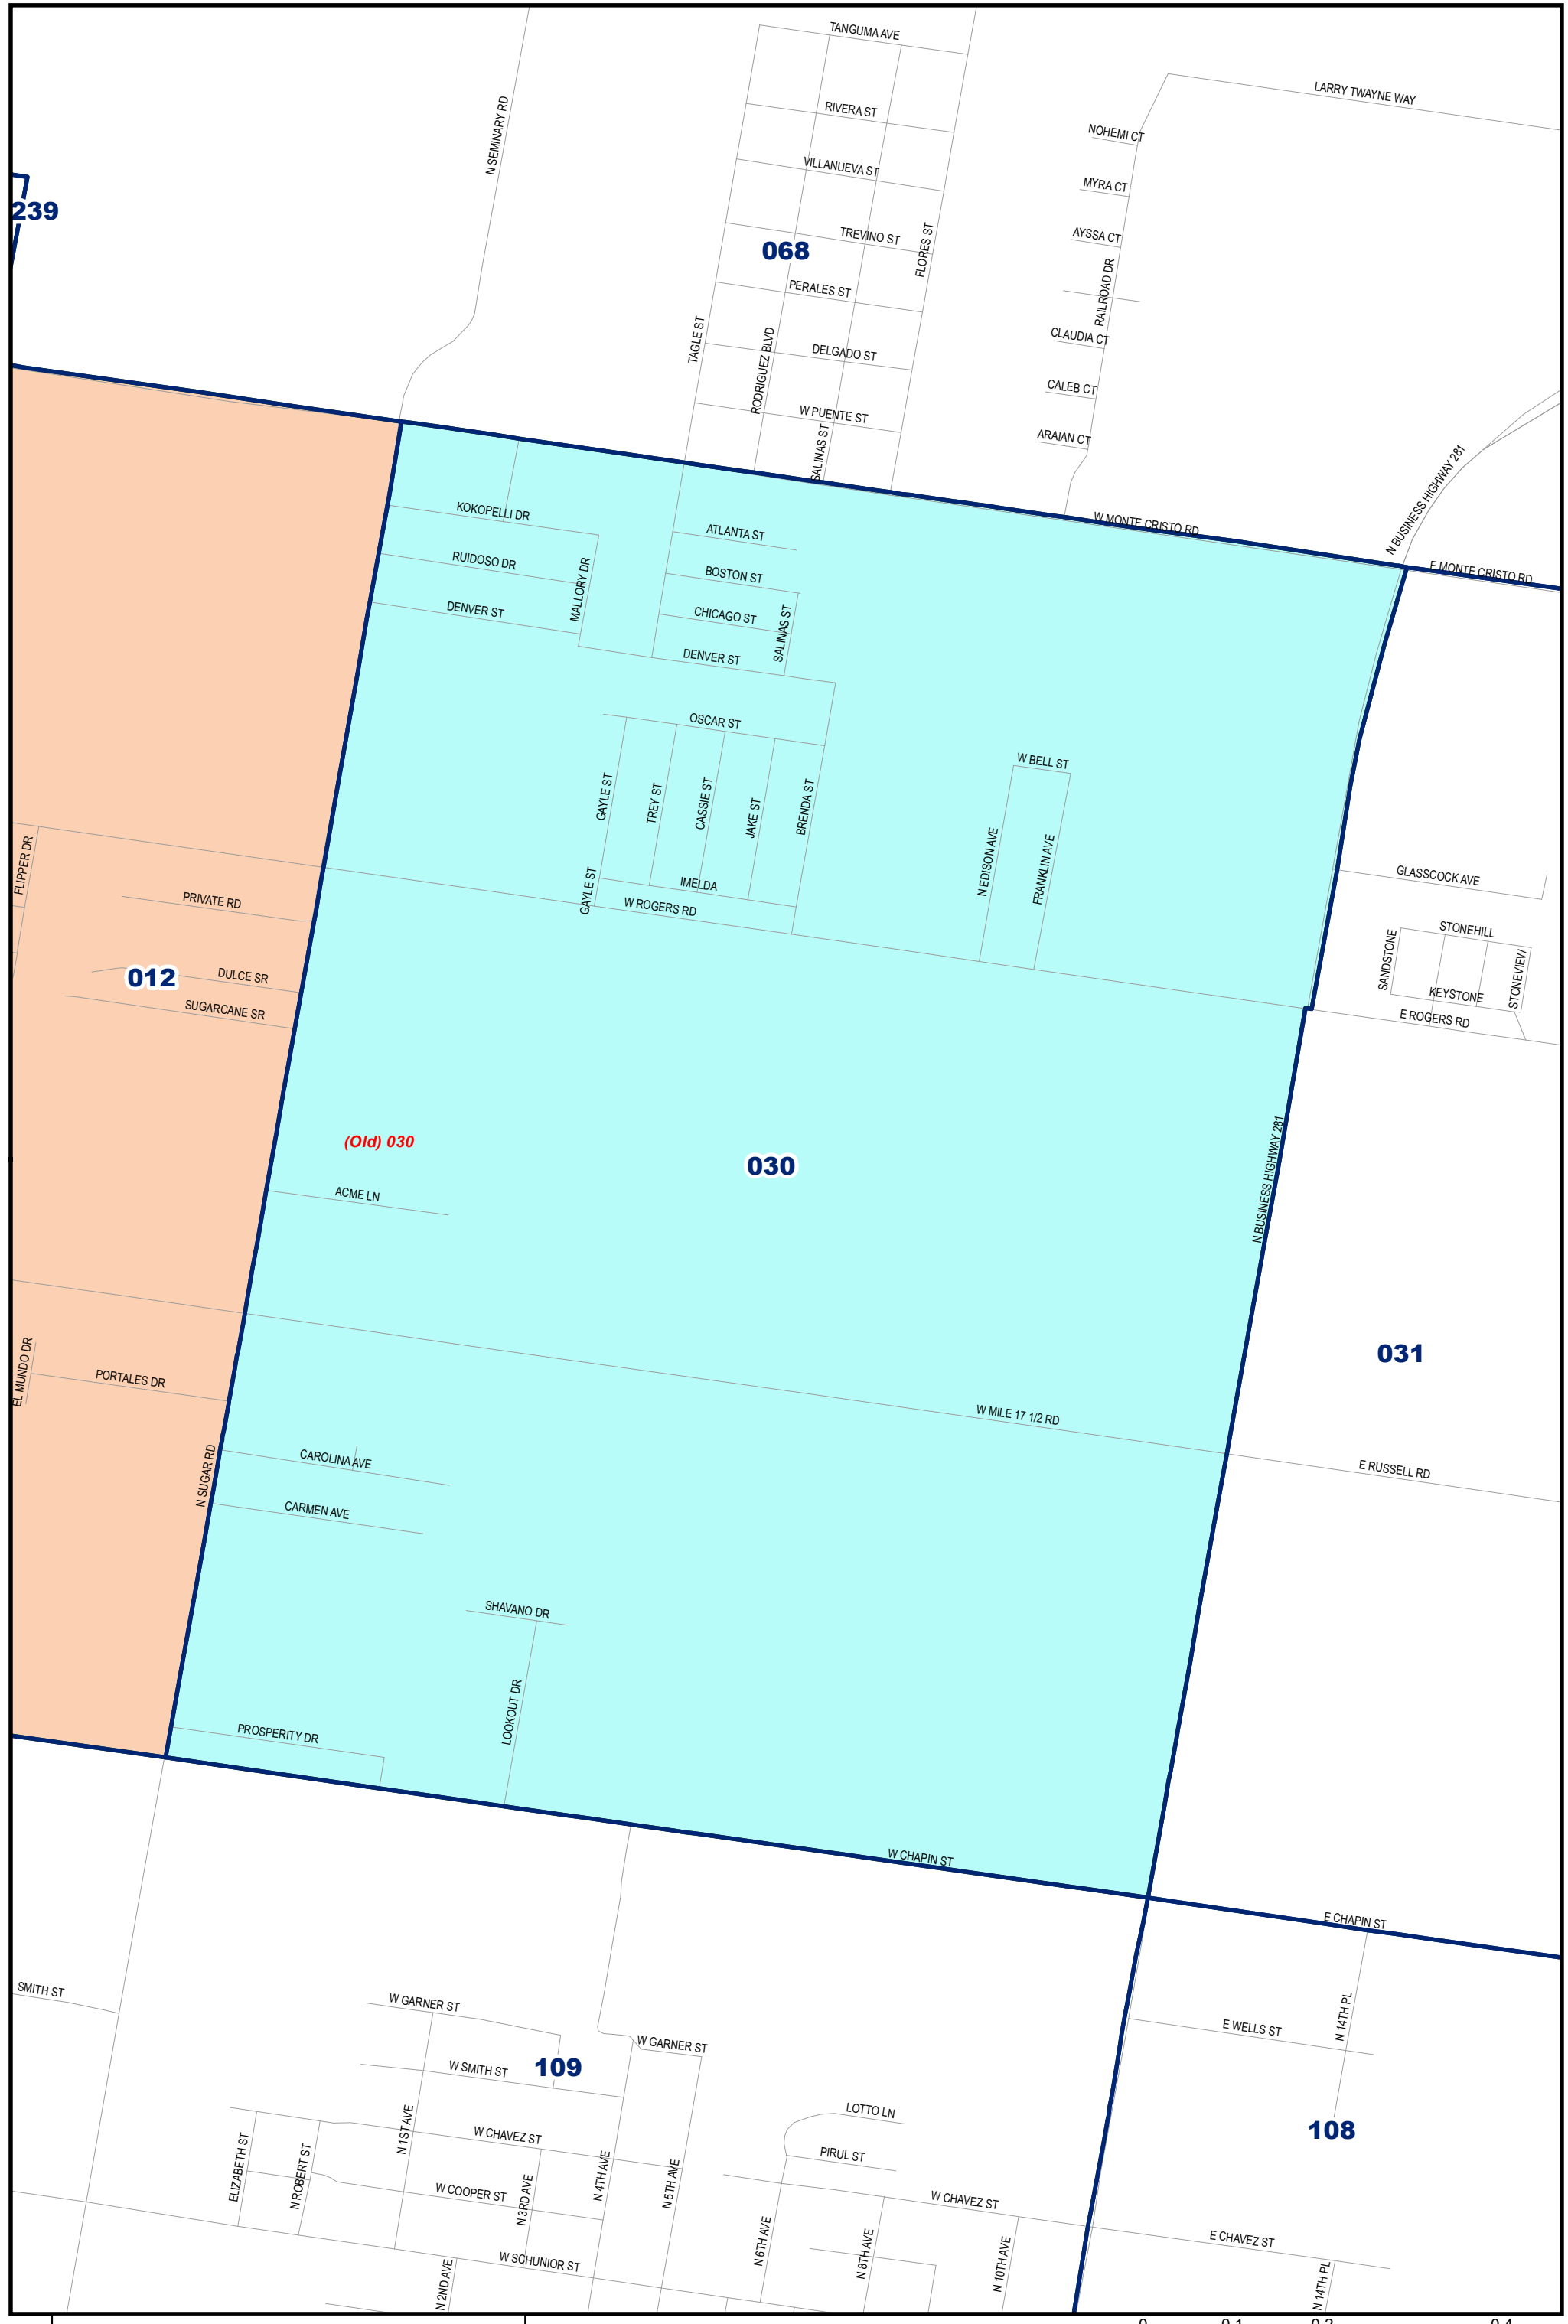 TANGUMA AVE
LARRY TWAYNE WAY
N SEMINARY RD
RIVERA ST
NOHEMI CT
VILLANUEVA ST
MYRA CT
239
068
TREVINO ST
FLORES ST
AYSSA CT
RAILROAD DR
PERALES ST
TAGLE ST
RODRIGUEZ BLVD
DELGADO ST
CLAUDIA CT
CALEB CT
W PUENTE ST
SALINAS ST
ARAIAN CT
N BUSINESS HIGHWAY 281
W MONTE CRISTO RD
E MONTE CRISTO RD
KOKOPELLI DR
ATLANTA ST
RUIDOSO DR
MALLORY DR
BOSTON ST
DENVER ST
CHICAGO ST
SALINAS ST
DENVER ST
OSCAR ST
W BELL ST
GAYLE ST
TREY ST
CASSIE ST
JAKE ST
BRENDA ST
N EDISON AVE
FRANKLIN AVE
FLIPPER DR
GLASSCOCK AVE
PRIVATE RD
GAYLE ST
IMELDA
W ROGERS RD
STONEHILL
SANDSTONE
STONEVIEW
KEYSTONE
E ROGERS RD
012
DULCE SR
SUGARCANE SR
(Old) 030
030
N BUSINESS HIGHWAY 281
ACME LN
031
EL MUNDO DR
PORTALES DR
W MILE 17 1/2 RD
E RUSSELL RD
N SUGAR RD
CAROLINA AVE
CARMEN AVE
SHAVANO DR
LOOKOUT DR
PROSPERITY DR
W CHAPIN ST
E CHAPIN ST
SMITH ST
W GARNER ST
W GARNER ST
E WELLS ST
N 14TH PL
W SMITH ST
109
LOTTO LN
108
N 1ST AVE
W CHAVEZ ST
PIRUL ST
ELIZABETH ST
N ROBERT ST
N 3RD AVE
N 4TH AVE
N 5TH AVE
W COOPER ST
W CHAVEZ ST
E CHAVEZ ST
W SCHUNIOR ST
N 2ND AVE
N 6TH AVE
N 8TH AVE
N 10TH AVE
N 14TH PL
0 0.1 0.2 0.4